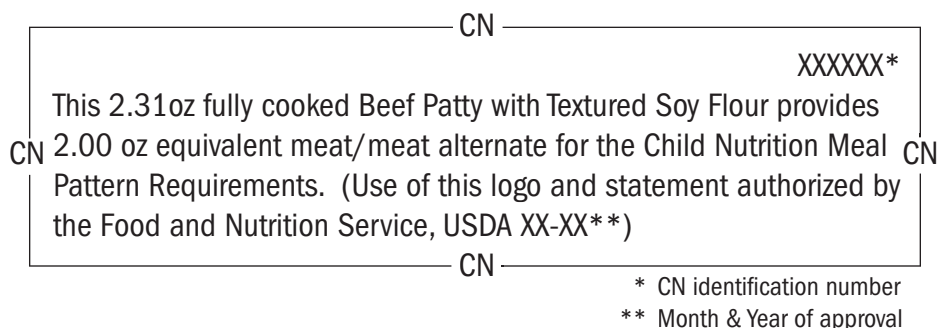 CN
XXXXXX*
This 2.31oz fully cooked Beef Patty with Textured Soy Flour provides
CN 2.00 oz equivalent meat/meat alternate for the Child Nutrition Meal CN
Pattern Requirements. (Use of this logo and statement authorized by
the Food and Nutrition Service, USDA XX-XX**)
CN
* CN identification number
** Month & Year of approval